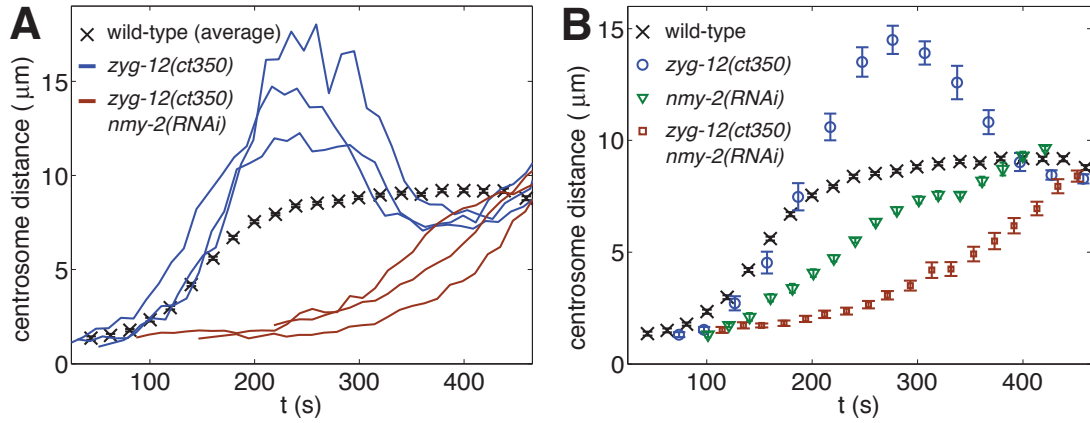 A
wild-type (average)
zyg-12(ct350)
zyg-12(ct350)
nmy-2(RNAi)
centrosome distance ( μm)
15
10
5
0
100
200
300
400
t (s)
B
wild-type
zyg-12(ct350)
nmy-2(RNAi)
zyg-12(ct350)
nmy-2(RNAi)
centrosome distance ( μm)
15
10
5
0
100
200
300
400
t (s)